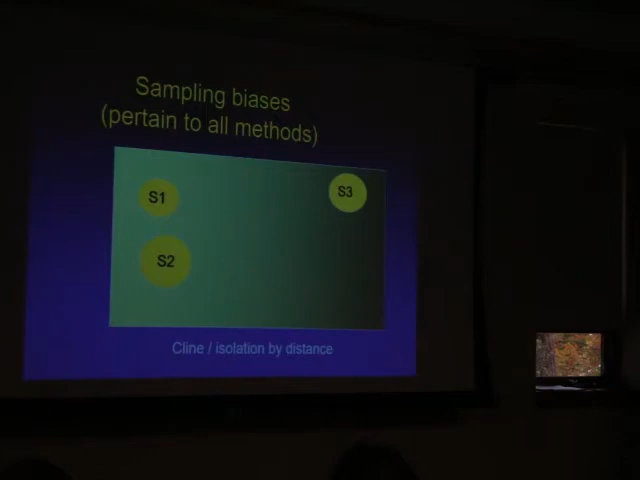 Sampling biases
(pertain to all methods)
S1
S3
S2
Cline / isolation by distance